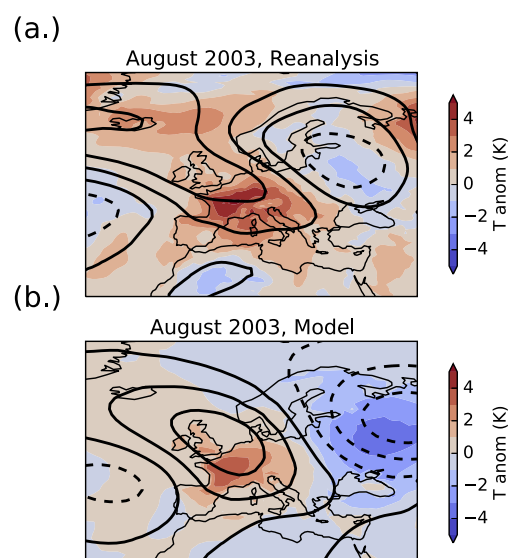 (a.)
August 2003, Reanalysis
4
2
0
−2
−4
T anom (K)
(b.)
August 2003, Model
4
2
0
−2
−4
T anom (K)